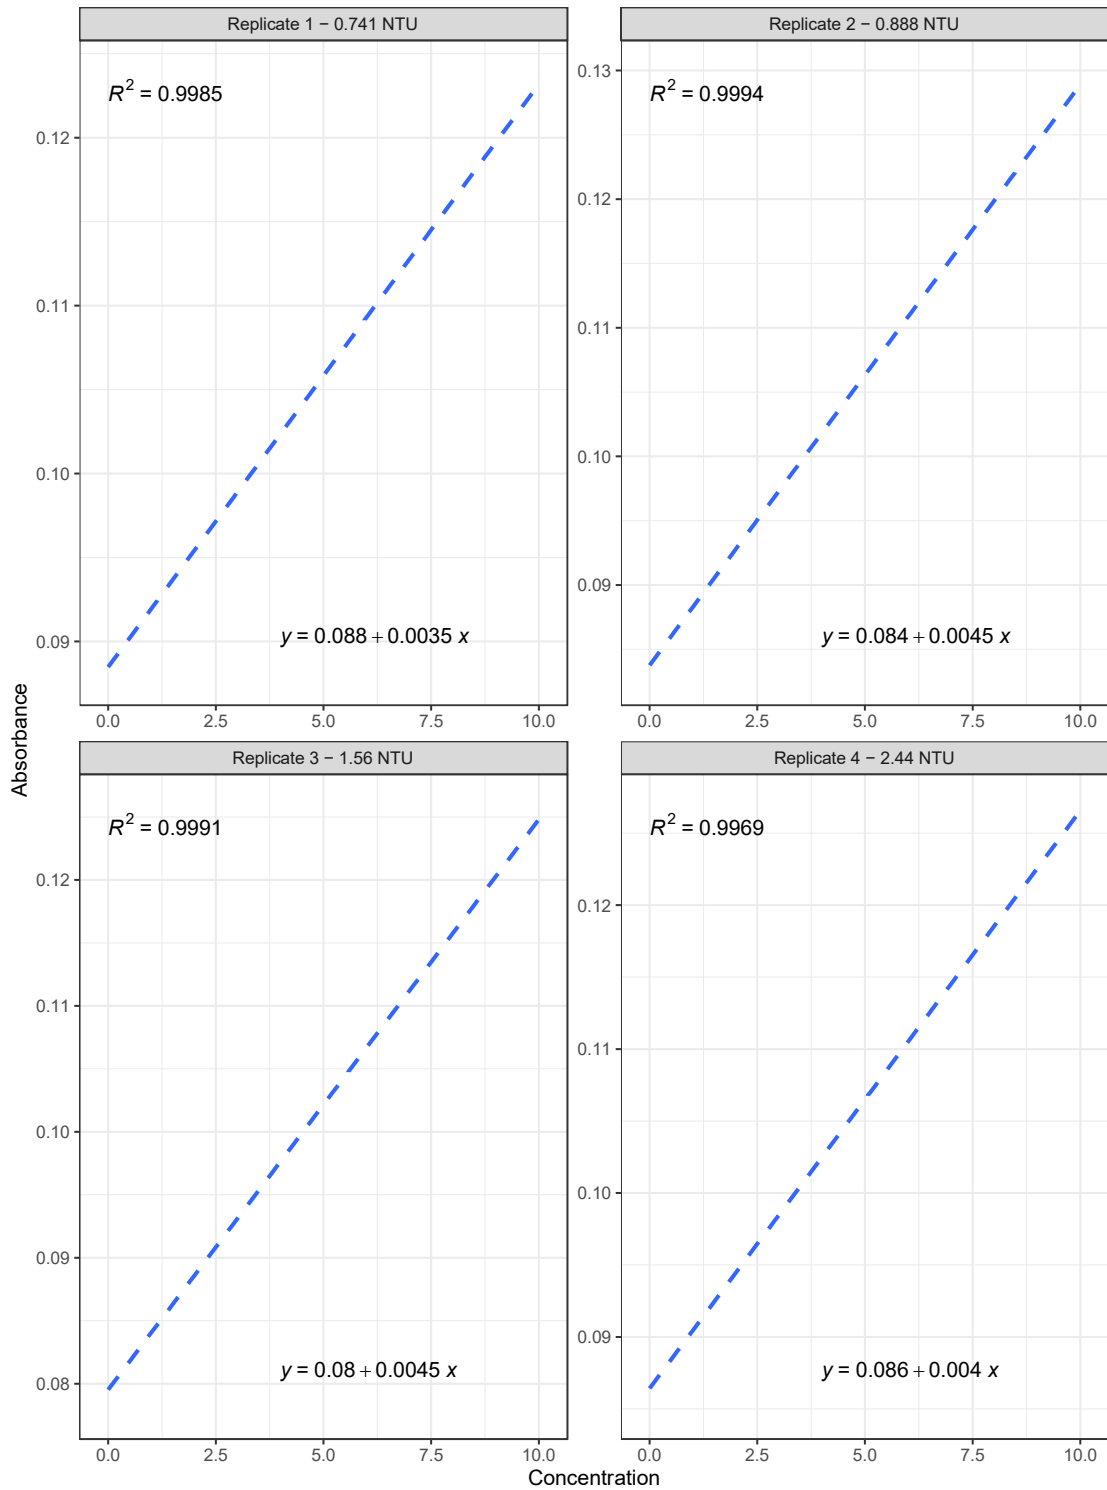 Replicate 1 − 0.741 NTU
R² = 0.9985
y = 0.088 + 0.0035 x
0.12
0.11
0.10
0.09
0.0 2.5 5.0 7.5 10.0
Replicate 2 − 0.888 NTU
R² = 0.9994
y = 0.084 + 0.0045 x
0.13
0.12
0.11
0.10
0.09
0.0 2.5 5.0 7.5 10.0
Absorbance
Replicate 3 − 1.56 NTU
R² = 0.9991
y = 0.08 + 0.0045 x
0.12
0.11
0.10
0.09
0.08
0.0 2.5 5.0 7.5 10.0
Replicate 4 − 2.44 NTU
R² = 0.9969
y = 0.086 + 0.004 x
0.12
0.11
0.10
0.09
0.0 2.5 5.0 7.5 10.0
Concentration